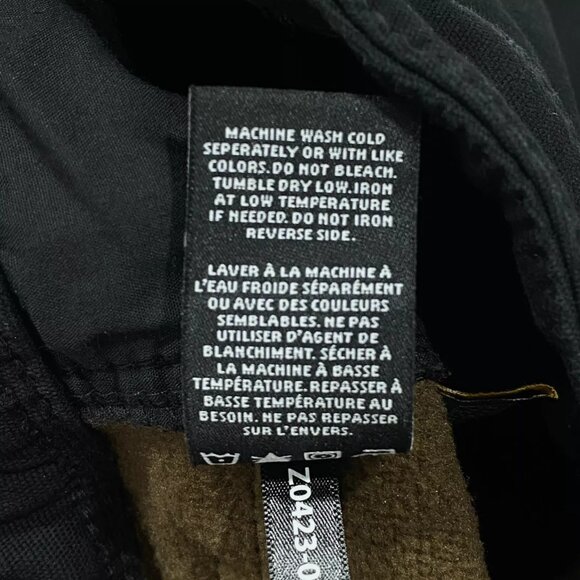 MACHINE WASH COLD
SEPERATELY OR WITH LIKE
COLORS. DO NOT BLEACH.
TUMBLE DRY LOW. IRON
AT LOW TEMPERATURE
IF NEEDED. DO NOT IRON
REVERSE SIDE.
LAVER À LA MACHINE À
L'EAU FROIDE SÉPARÉMENT
OU AVEC DES COULEURS
SEMBLABLES. NE PAS
UTILISER D'AGENT DE
BLANCHIMENT. SÉCHER À
LA MACHINE À BASSE
TEMPÉRATURE. REPASSER À
BASSE TEMPÉRATURE AU
BESOIN. NE PAS REPASSER
SUR L'ENVERS.
Z0423-0